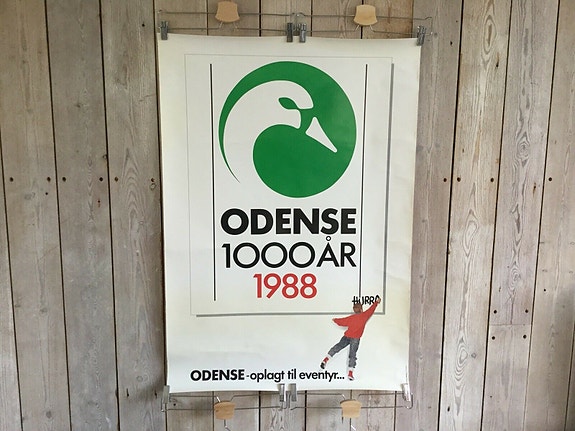 ODENSE
1000 ÅR
1988
HURRA
ODENSE - oplagt til eventyr...